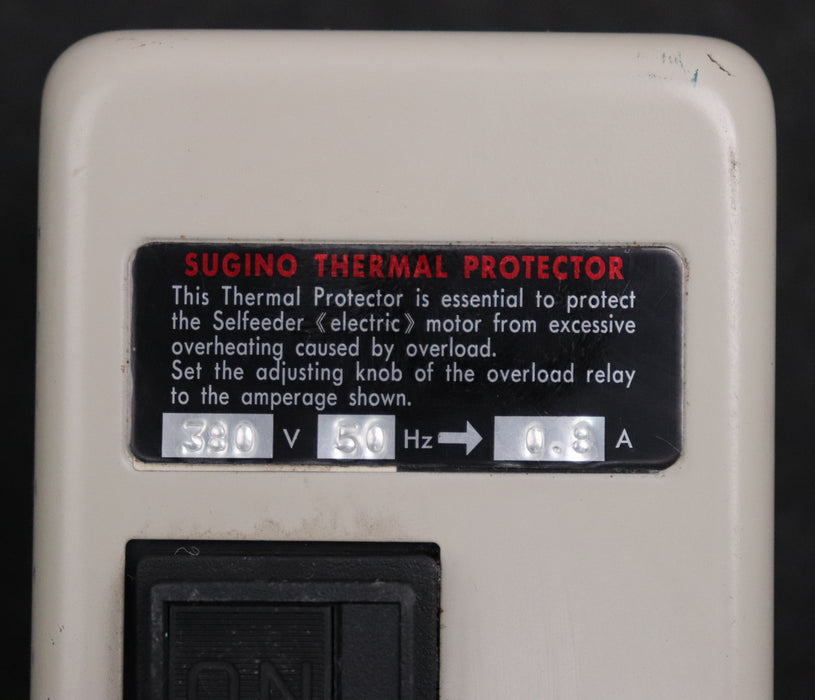 SUGINO THERMAL PROTECTOR
This Thermal Protector is essential to protect
the Selfeeder《electric》motor from excessive
overheating caused by overload.
Set the adjusting knob of the overload relay
to the amperage shown.
380 V 50 Hz → 0.8 A
ON